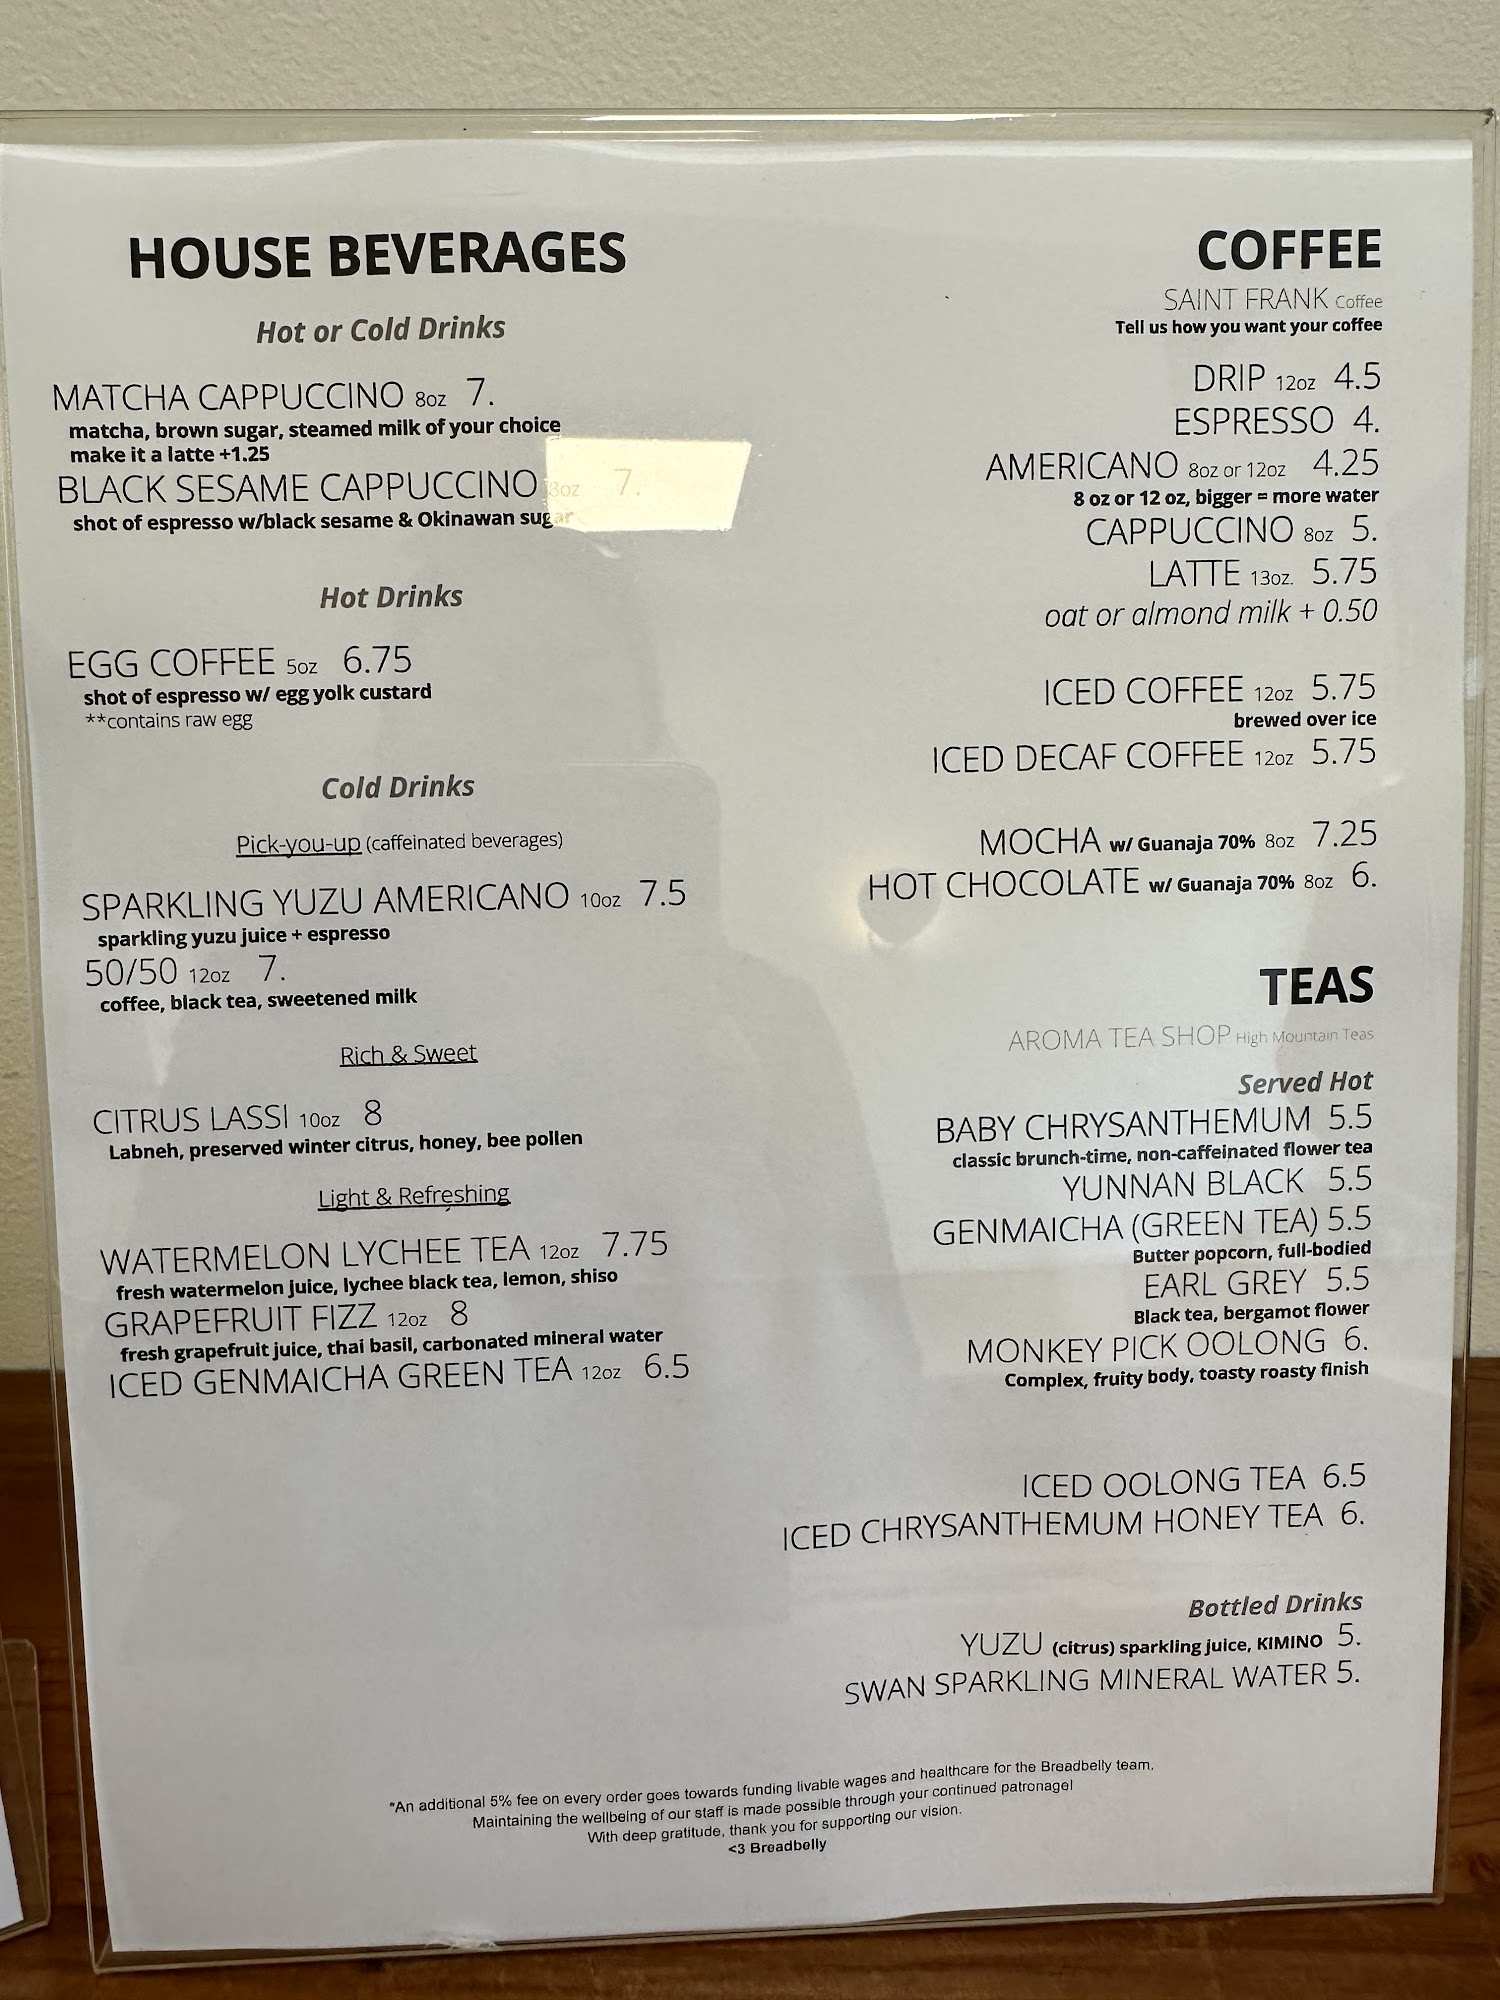 HOUSE BEVERAGES
Hot or Cold Drinks
MATCHA CAPPUCCINO 8oz 7.
matcha, brown sugar, steamed milk of your choice
make it a latte +1.25
BLACK SESAME CAPPUCCINO 8oz 7.
shot of espresso w/black sesame & Okinawan sugar
Hot Drinks
EGG COFFEE 5oz 6.75
shot of espresso w/ egg yolk custard
**contains raw egg
Cold Drinks
Pick-you-up (caffeinated beverages)
SPARKLING YUZU AMERICANO 10oz 7.5
sparkling yuzu juice + espresso
50/50 12oz 7.
coffee, black tea, sweetened milk
Rich & Sweet
CITRUS LASSI 10oz 8
Labneh, preserved winter citrus, honey, bee pollen
Light & Refreshing
WATERMELON LYCHEE TEA 12oz 7.75
fresh watermelon juice, lychee black tea, lemon, shiso
GRAPEFRUIT FIZZ 12oz 8
fresh grapefruit juice, thai basil, carbonated mineral water
ICED GENMAICHA GREEN TEA 12oz 6.5
COFFEE
SAINT FRANK Coffee
Tell us how you want your coffee
DRIP 12oz 4.5
ESPRESSO 4.
AMERICANO 8oz or 12oz 4.25
8 oz or 12 oz, bigger = more water
CAPPUCCINO 8oz 5.
LATTE 13oz. 5.75
oat or almond milk + 0.50
ICED COFFEE 12oz 5.75
brewed over ice
ICED DECAF COFFEE 12oz 5.75
MOCHA w/ Guanaja 70% 8oz 7.25
HOT CHOCOLATE w/ Guanaja 70% 8oz 6.
TEAS
AROMA TEA SHOP High Mountain Teas
Served Hot
BABY CHRYSANTHEMUM 5.5
classic brunch-time, non-caffeinated flower tea
YUNNAN BLACK 5.5
GENMAICHA (GREEN TEA) 5.5
Butter popcorn, full-bodied
EARL GREY 5.5
Black tea, bergamot flower
MONKEY PICK OOLONG 6.
Complex, fruity body, toasty roasty finish
ICED OOLONG TEA 6.5
ICED CHRYSANTHEMUM HONEY TEA 6.
Bottled Drinks
YUZU (citrus) sparkling juice, KIMINO 5.
SWAN SPARKLING MINERAL WATER 5.
*An additional 5% fee on every order goes towards funding livable wages and healthcare for the Breadbelly team.
Maintaining the wellbeing of our staff is made possible through your continued patronage!
With deep gratitude, thank you for supporting our vision.
<3 Breadbelly